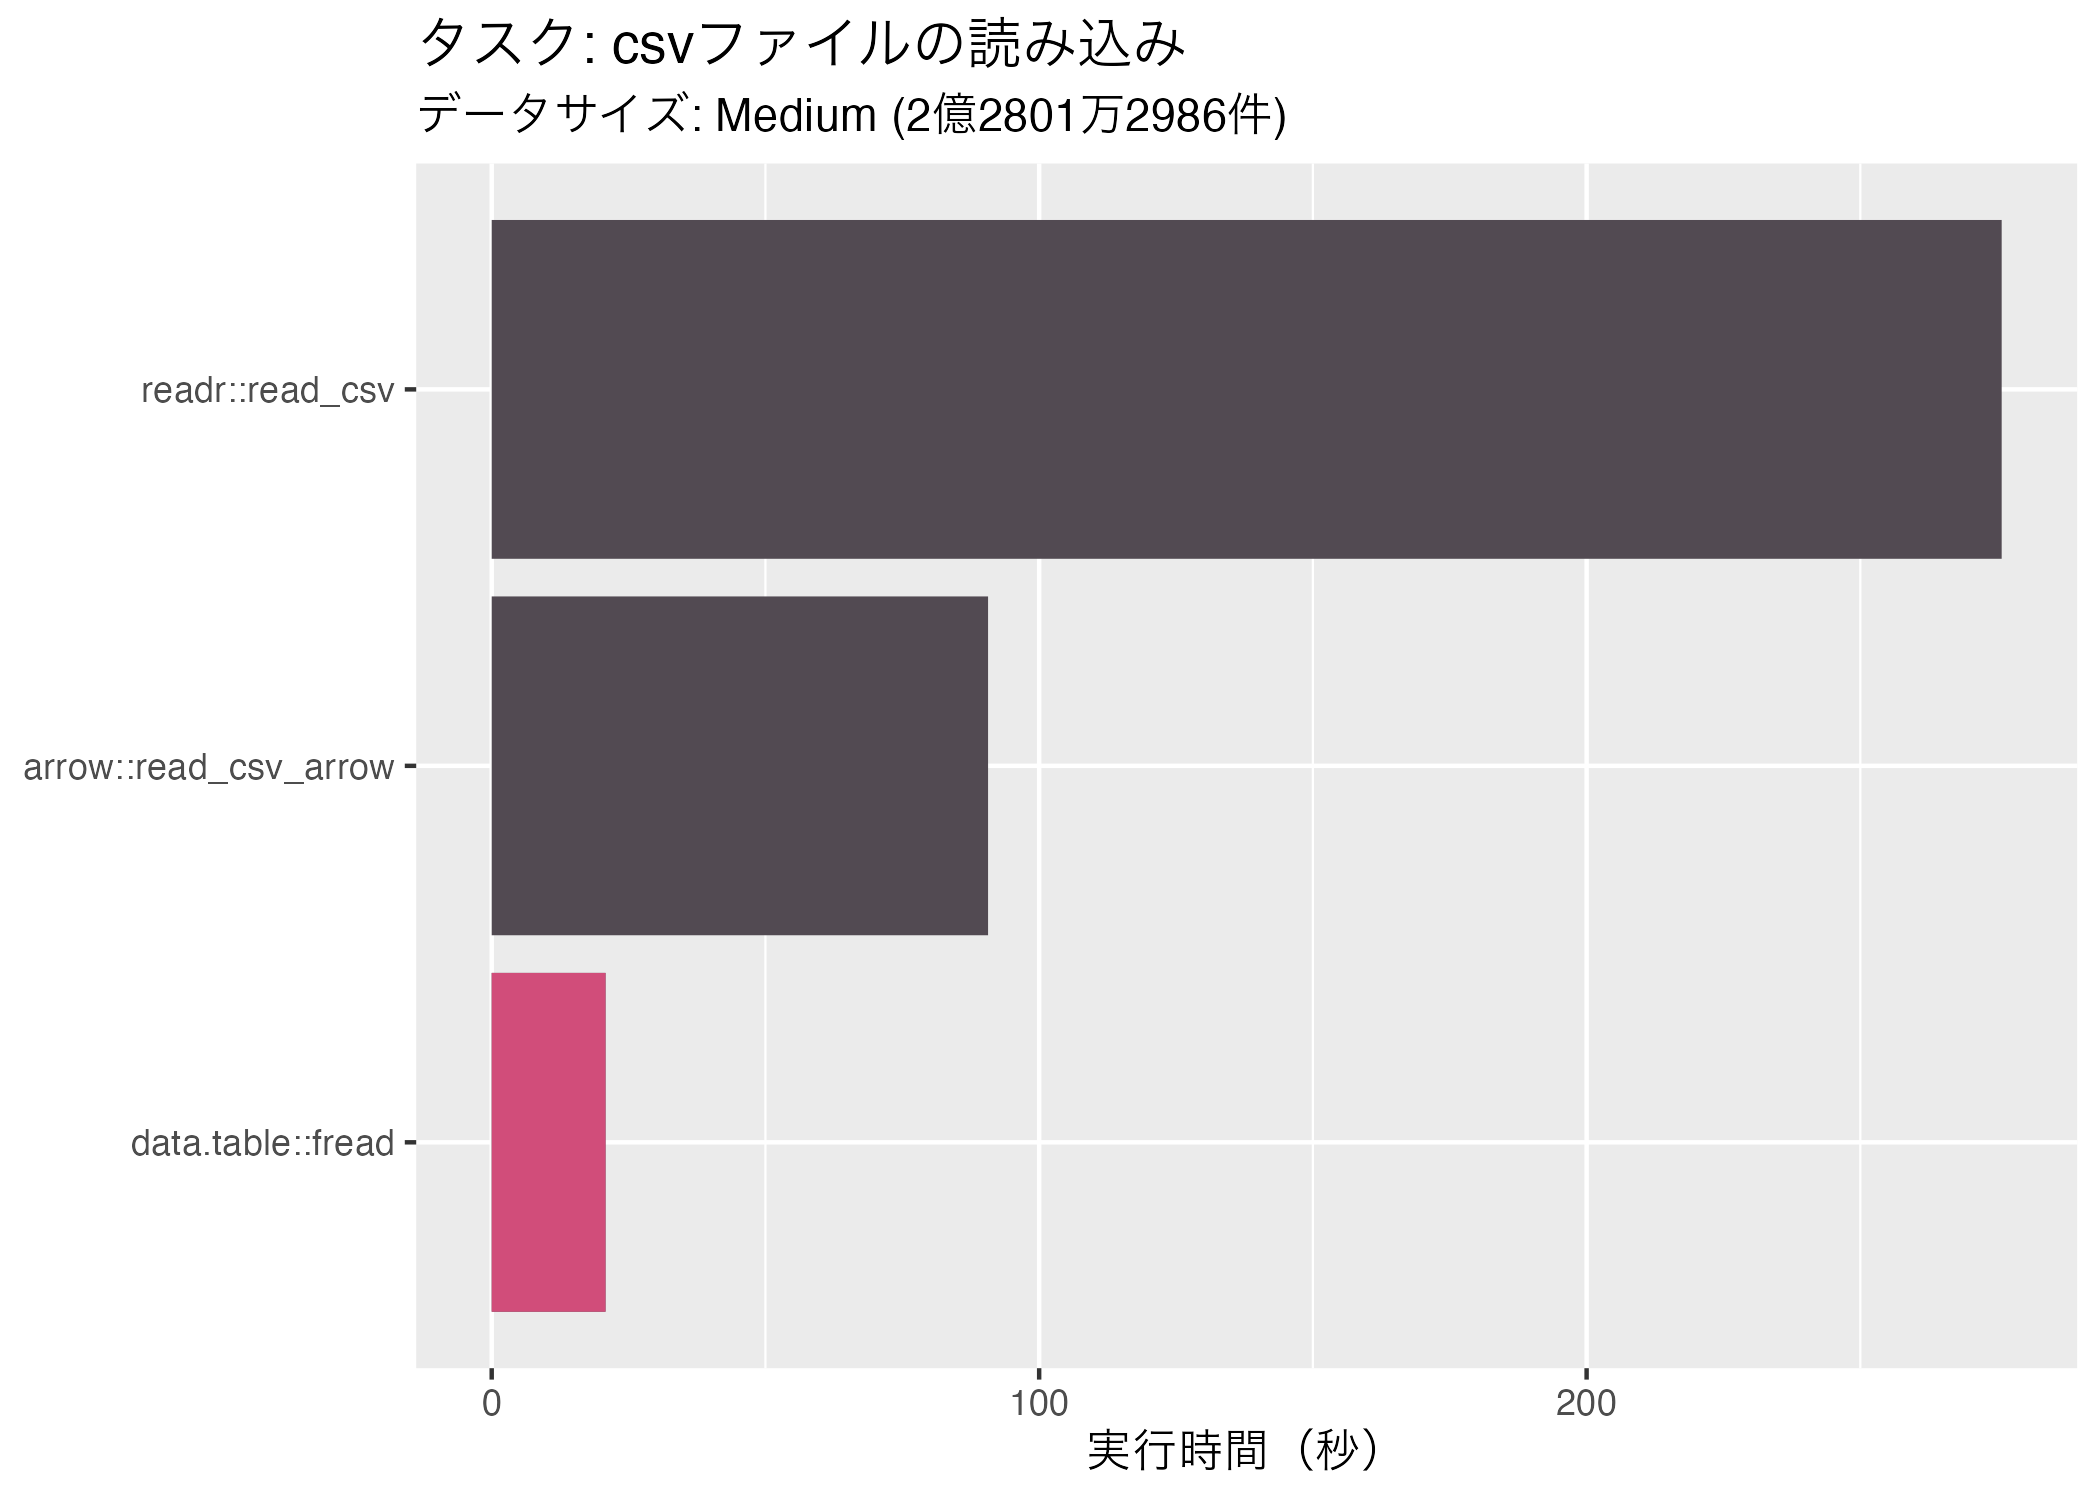 タスク: csvファイルの読み込み
データサイズ: Medium (2億2801万2986件)
readr::read_csv
arrow::read_csv_arrow
data.table::fread
0 100 200
実行時間（秒）